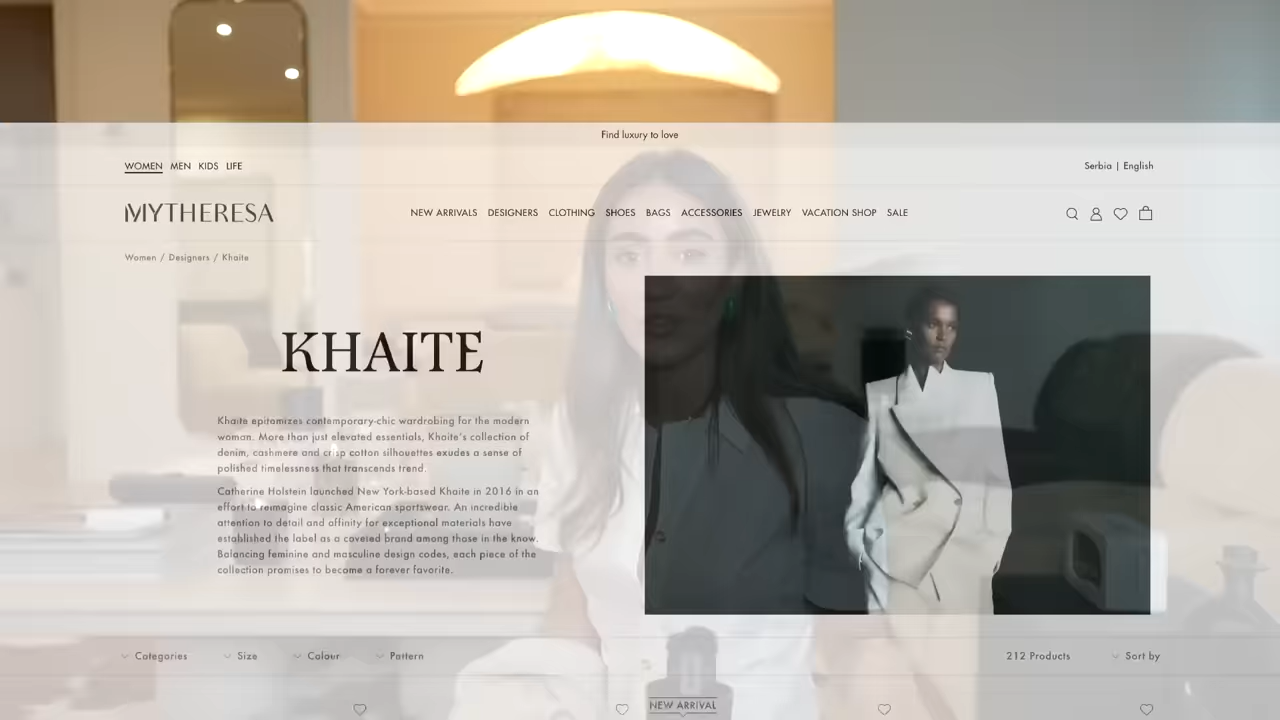 Find luxury to love
WOMEN MEN KIDS LIFE
Serbia | English
MYTHERESA
NEW ARRIVALS DESIGNERS CLOTHING SHOES BAGS ACCESSORIES JEWELRY VACATION SHOP SALE
Women / Designers / Khaite
KHAITE
Khaite epitomizes contemporary-chic wardrobing for the modern
woman. More than just elevated essentials, Khaite's collection of
denim, cashmere and crisp cotton silhouettes exudes a sense of
polished timelessness that transcends trend.
Catherine Holstein launched New York-based Khaite in 2016 in an
effort to reimagine classic American sportswear. An incredible
attention to detail and affinity for exceptional materials have
established the label as a coveted brand among those in the know.
Balancing feminine and masculine design codes, each piece of the
collection promises to become a forever favorite.
Categories Size Colour Pattern
212 Products Sort by
NEW ARRIVAL